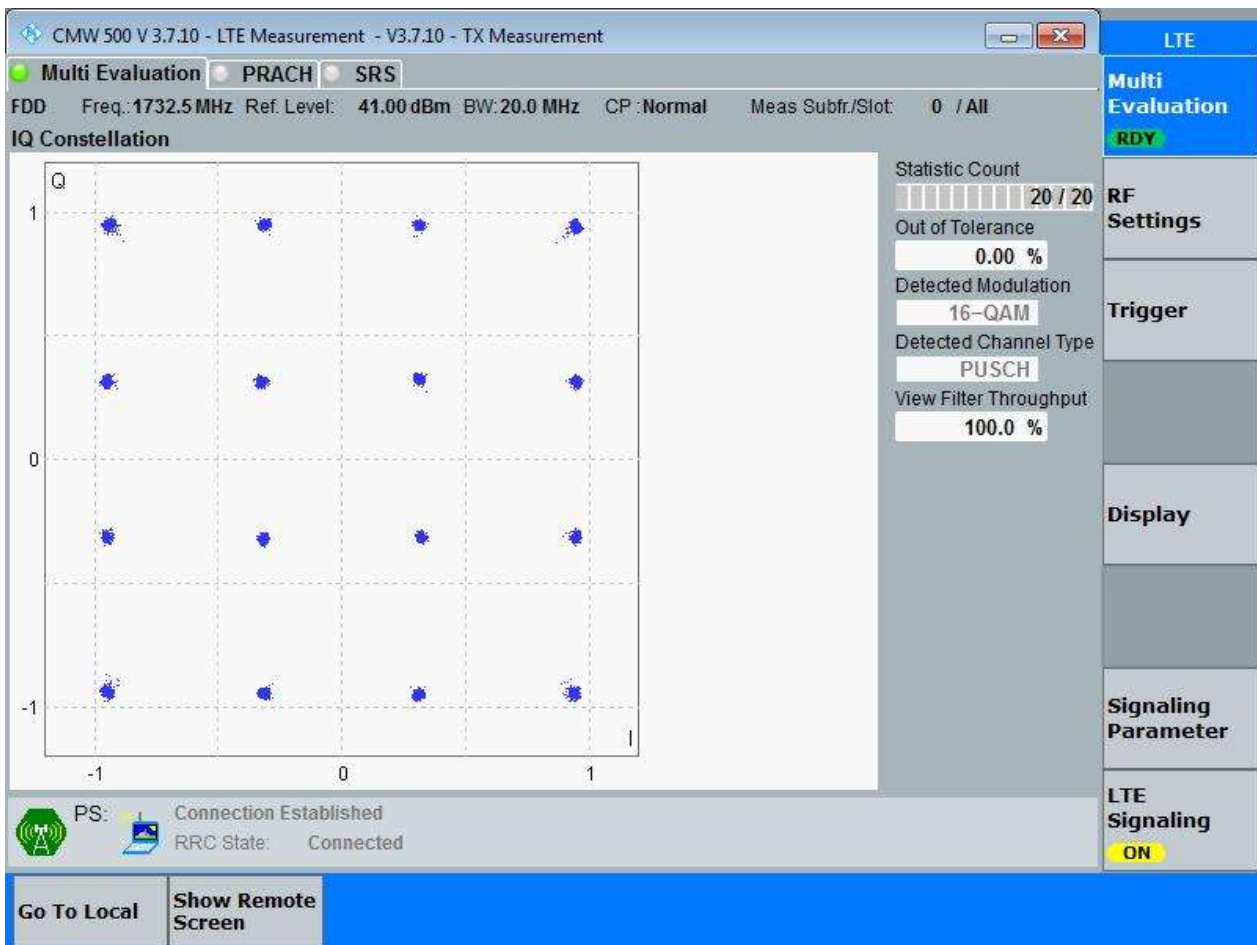 CMW 500 V 3.7.10 - LTE Measurement - V3.7.10 - TX Measurement
LTE
Multi Evaluation PRACH SRS
Multi
Evaluation
RDY
FDD Freq.: 1732.5 MHz Ref. Level: 41.00 dBm BW: 20.0 MHz CP : Normal Meas Subfr./Slot: 0 / All
IQ Constellation
Q
1
0
-1
I
-1 0 1
Statistic Count
20 / 20
Out of Tolerance
0.00 %
Detected Modulation
16-QAM
Detected Channel Type
PUSCH
View Filter Throughput
100.0 %
RF
Settings
Trigger
Display
Signaling
Parameter
LTE
Signaling
ON
PS: Connection Established
RRC State: Connected
Go To Local
Show Remote
Screen